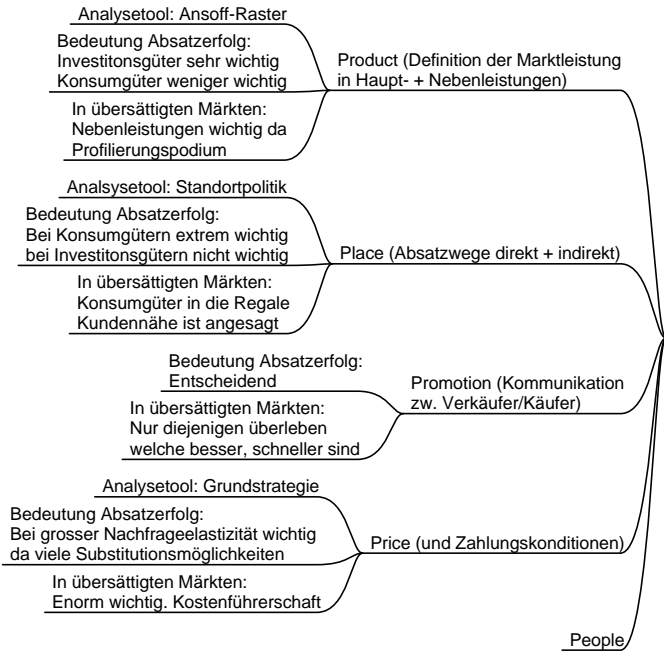 Analysetool: Ansoff-Raster
Bedeutung Absatzerfolg:
Investitonsgüter sehr wichtig
Konsumgüter weniger wichtig
In übersättigten Märkten:
Nebenleistungen wichtig da
Profilierungspodium
Product (Definition der Marktleistung
in Haupt- + Nebenleistungen)
Analsysetool: Standortpolitik
Bedeutung Absatzerfolg:
Bei Konsumgütern extrem wichtig
bei Investitonsgütern nicht wichtig
In übersättigten Märkten:
Konsumgüter in die Regale
Kundennähe ist angesagt
Place (Absatzwege direkt + indirekt)
Bedeutung Absatzerfolg:
Entscheidend
In übersättigten Märkten:
Nur diejenigen überleben
welche besser, schneller sind
Promotion (Kommunikation
zw. Verkäufer/Käufer)
Analysetool: Grundstrategie
Bedeutung Absatzerfolg:
Bei grosser Nachfrageelastizität wichtig
da viele Substitutionsmöglichkeiten
In übersättigten Märkten:
Enorm wichtig. Kostenführerschaft
Price (und Zahlungskonditionen)
People